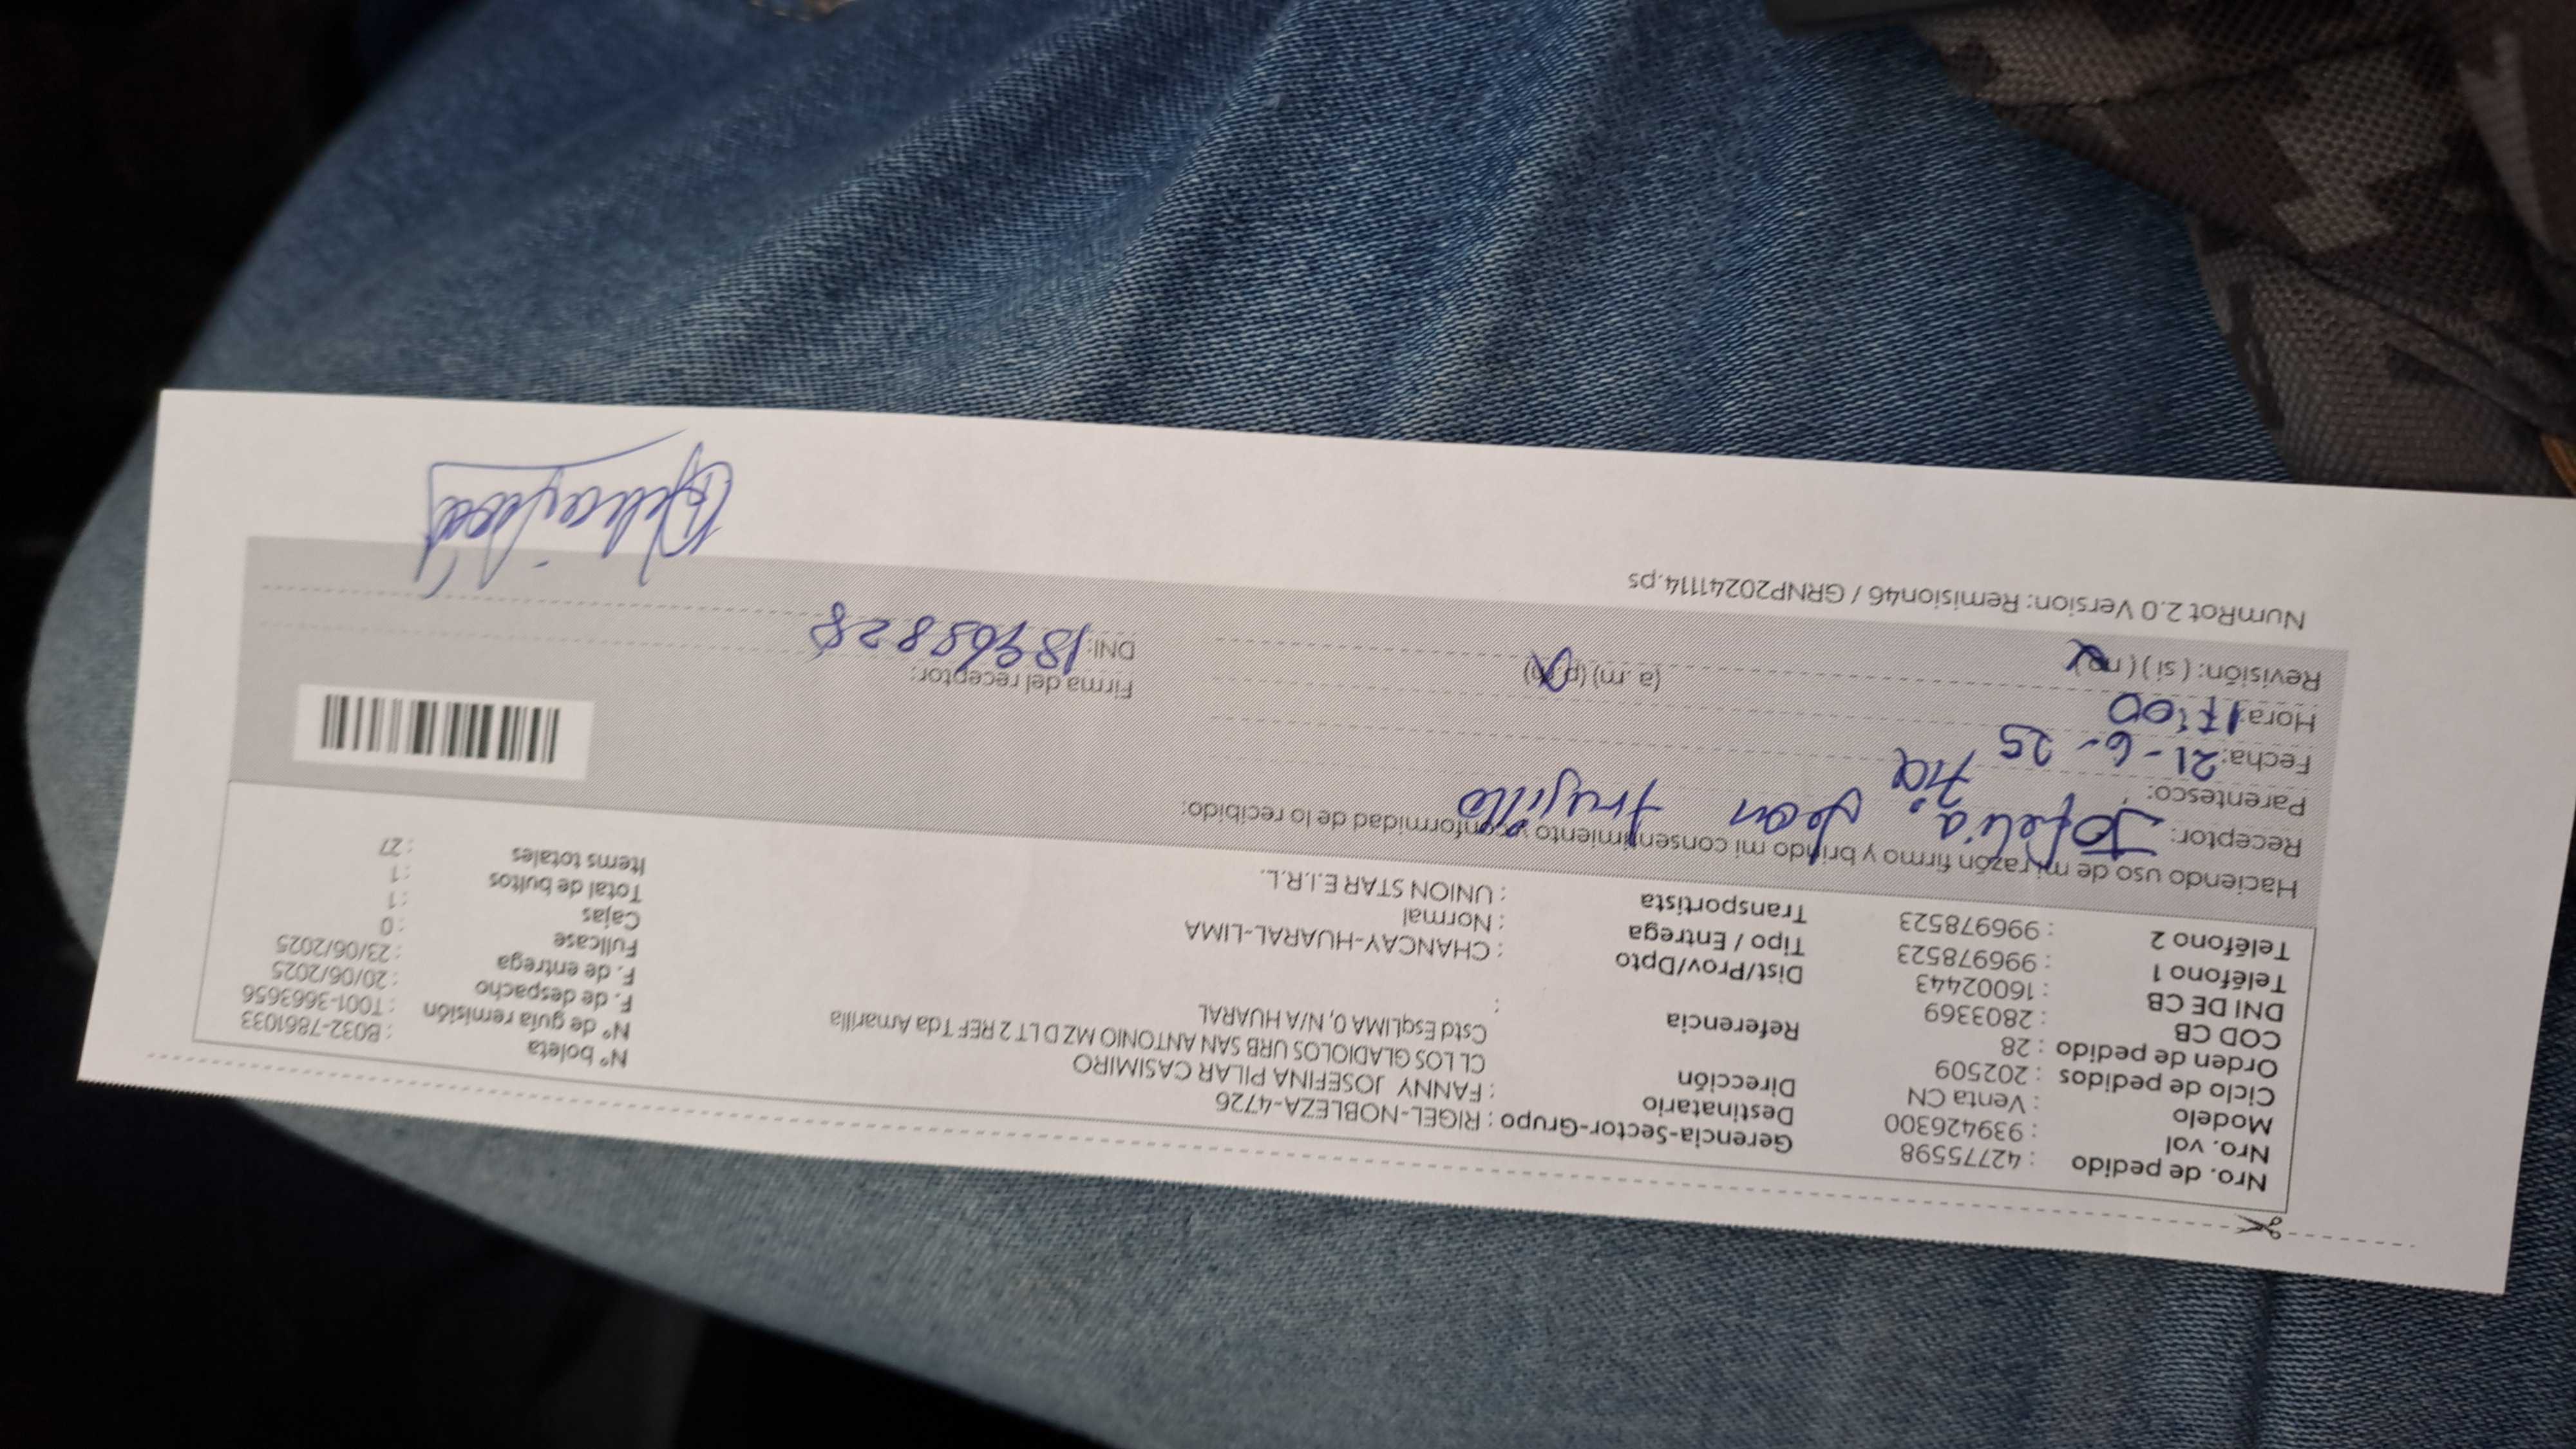 Nro. de pedido : 42775598
Nro. vol : 939426300
Modelo : Venta CN
Ciclo de pedidos : 202509
Orden de pedido : 28
COD CB : 2803369
DNI DE CB : 16002443
Teléfono 1 : 996978523
Teléfono 2 : 996978523
Gerencia-Sector-Grupo : RIGEL-NOBLEZA-4726
Destinatario : FANNY JOSEFINA PILAR CASIMIRO
Dirección
CL LOS GLADIOLOS URB SAN ANTONIO MZ D LT 2 REF Tda Amarilla
Cstd EsqLIMA 0, N/A HUARAL
Referencia :
Dist/Prov/Dpto : CHANCAY-HUARAL-LIMA
Tipo / Entrega : Normal
Transportista : UNION STAR E.I.R.L.
N° boleta : B032-7861033
N° de guía remisión : T001-3663656
F. de despacho : 20/06/2025
F. de entrega : 23/06/2025
Fullcase : 0
Cajas : 1
Total de bultos : 1
Items totales : 27
Haciendo uso de mi razón firmo y brindo mi consentimiento y conformidad de lo recibido:
Receptor: Jofelia León Trujillo
Parentesco: Tía
Fecha: 21-6-25
Hora: 17:00 (a.m) (p.m)
Revisión: (si) (no)
Firma del receptor:
DNI:
NumRot 2.0 Version: Remision46 / GRNP20241114.ps